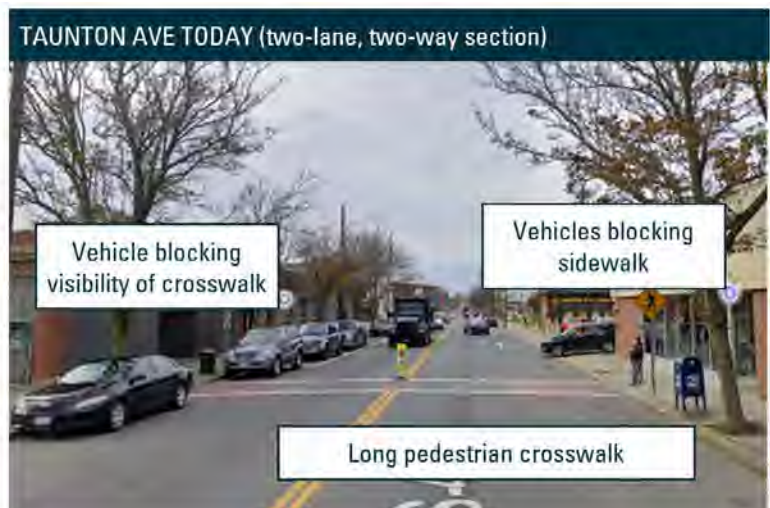 TAUNTON AVE TODAY (two-lane, two-way section)
Vehicle blocking
visibility of crosswalk
Vehicles blocking
sidewalk
Long pedestrian crosswalk